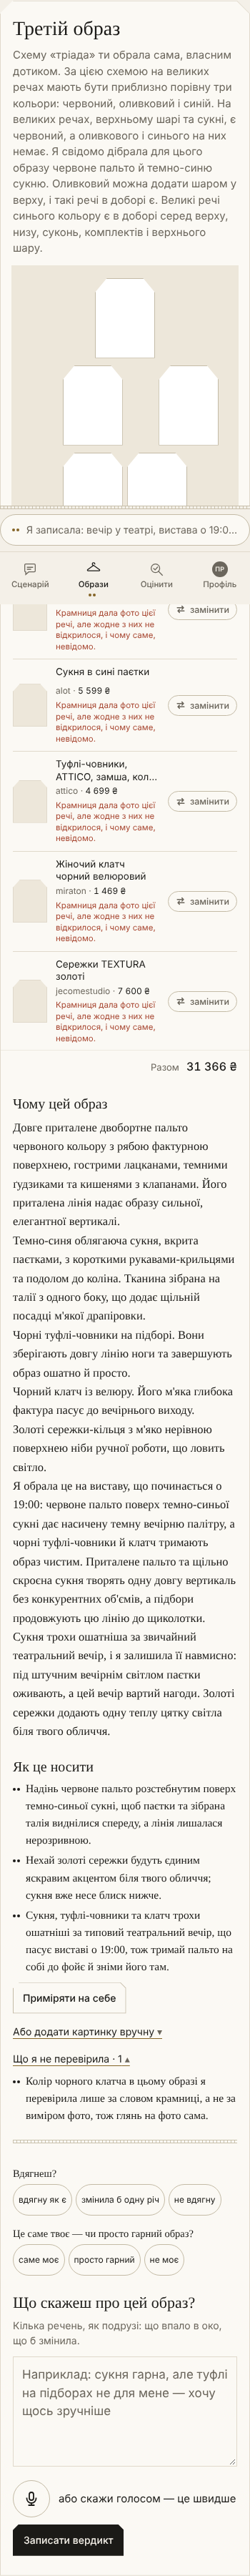 Третій образ
Схему «тріада» ти обрала сама, власним
дотиком. За цією схемою на великих
речах мають бути приблизно порівну три
кольори: червоний, оливковий і синій. На
великих речах, верхньому шарі та сукні, є
червоний, а оливкового і синього на них
немає. Я свідомо дібрала для цього
образу червоне пальто й темно-синю
сукню. Оливковий можна додати шаром у
верху, і такі речі в доборі є. Великі речі
синього кольору є в доборі серед верху,
низу, суконь, комплектів і верхнього
шару.
Я записала: вечір у театрі, вистава о 19:0...
Сценарій
Образи
Оцінити
ПР
Профіль
Крамниця дала фото цієї
речі, але жодне з них не
відкрилося, і чому саме,
невідомо.
замінити
Сукня в сині паєтки
alot · 5 599 ₴
Крамниця дала фото цієї
речі, але жодне з них не
відкрилося, і чому саме,
невідомо.
замінити
Туфлі-човники,
ATTICO, замша, кол...
attico · 4 699 ₴
Крамниця дала фото цієї
речі, але жодне з них не
відкрилося, і чому саме,
невідомо.
замінити
Жіночий клатч
чорний велюровий
miraton · 1 469 ₴
Крамниця дала фото цієї
речі, але жодне з них не
відкрилося, і чому саме,
невідомо.
замінити
Сережки TEXTURA
золоті
jecomestudio · 7 600 ₴
Крамниця дала фото цієї
речі, але жодне з них не
відкрилося, і чому саме,
невідомо.
замінити
Разом 31 366 ₴
Чому цей образ
Довге приталене двобортне пальто
червоного кольору з рябою фактурною
поверхнею, гострими лацканами, темними
ґудзиками та кишенями з клапанами. Його
приталена лінія надає образу сильної,
елегантної вертикалі.
Темно-синя облягаюча сукня, вкрита
паєтками, з короткими рукавами-крильцями
та подолом до коліна. Тканина зібрана на
талії з одного боку, що додає щільній
посадці м'якої драпіровки.
Чорні туфлі-човники на підборі. Вони
зберігають довгу лінію ноги та завершують
образ ошатно й просто.
Чорний клатч із велюру. Його м'яка глибока
фактура пасує до вечірнього виходу.
Золоті сережки-кільця з м'яко нерівною
поверхнею ніби ручної роботи, що ловить
світло.
Я обрала це на виставу, що починається о
19:00: червоне пальто поверх темно-синьої
сукні дає насичену темну вечірню палітру, а
чорні туфлі-човники й клатч тримають
образ чистим. Приталене пальто та щільно
скроєна сукня творять одну довгу вертикаль
без конкурентних об'ємів, а підбори
продовжують цю лінію до щиколотки.
Сукня трохи ошатніша за звичайний
театральний вечір, і я залишила її навмисно:
під штучним вечірнім світлом паєтки
оживають, а цей вечір вартий нагоди. Золоті
сережки додають одну теплу цятку світла
біля твого обличчя.
Як це носити
•• Надінь червоне пальто розстебнутим поверх
темно-синьої сукні, щоб паєтки та зібрана
талія виднілися спереду, а лінія лишалася
нерозривною.
•• Нехай золоті сережки будуть єдиним
яскравим акцентом біля твого обличчя;
сукня вже несе блиск нижче.
•• Сукня, туфлі-човники та клатч трохи
ошатніші за типовий театральний вечір, що
пасує виставі о 19:00, тож тримай пальто на
собі до фойє й зніми його там.
Приміряти на себе
Або додати картинку вручну ▾
Що я не перевірила · 1 ▴
•• Колір чорного клатча в цьому образі я
перевірила лише за словом крамниці, а не за
виміром фото, тож глянь на фото сама.
Вдягнеш?
вдягну як є
змінила б одну річ
не вдягну
Це саме твоє — чи просто гарний образ?
саме моє
просто гарний
не моє
Що скажеш про цей образ?
Кілька речень, як подрузі: що впало в око,
що б змінила.
Наприклад: сукня гарна, але туфлі
на підборах не для мене — хочу
щось зручніше
або скажи голосом — це швидше
Записати вердикт